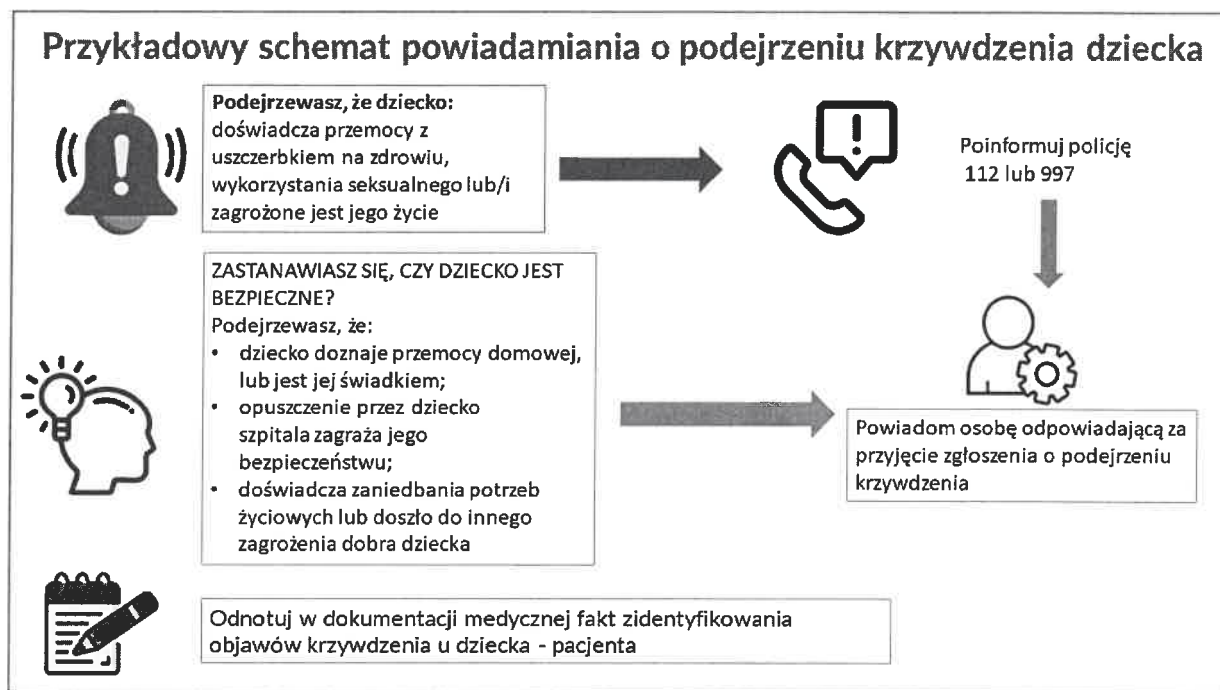 Przykładowy schemat powiadamiania o podejrzeniu krzywdzenia dziecka
Podejrzewasz, że dziecko:
doświadcza przemocy z
uszczerbkiem na zdrowiu,
wykorzystania seksualnego lub/i
zagrożone jest jego życie
Poinformuj policję
112 lub 997
ZASTANAWIASZ SIĘ, CZY DZIECKO JEST
BEZPIECZNE?
Podejrzewasz, że:
• dziecko doznaje przemocy domowej,
lub jest jej świadkiem;
• opuszczenie przez dziecko
szpitala zagraża jego
bezpieczeństwu;
• doświadcza zaniedbania potrzeb
życiowych lub doszło do innego
zagrożenia dobra dziecka
Powiadom osobę odpowiadającą za
przyjęcie zgłoszenia o podejrzeniu
krzywdzenia
Odnotuj w dokumentacji medycznej fakt zidentyfikowania
objawów krzywdzenia u dziecka - pacjenta